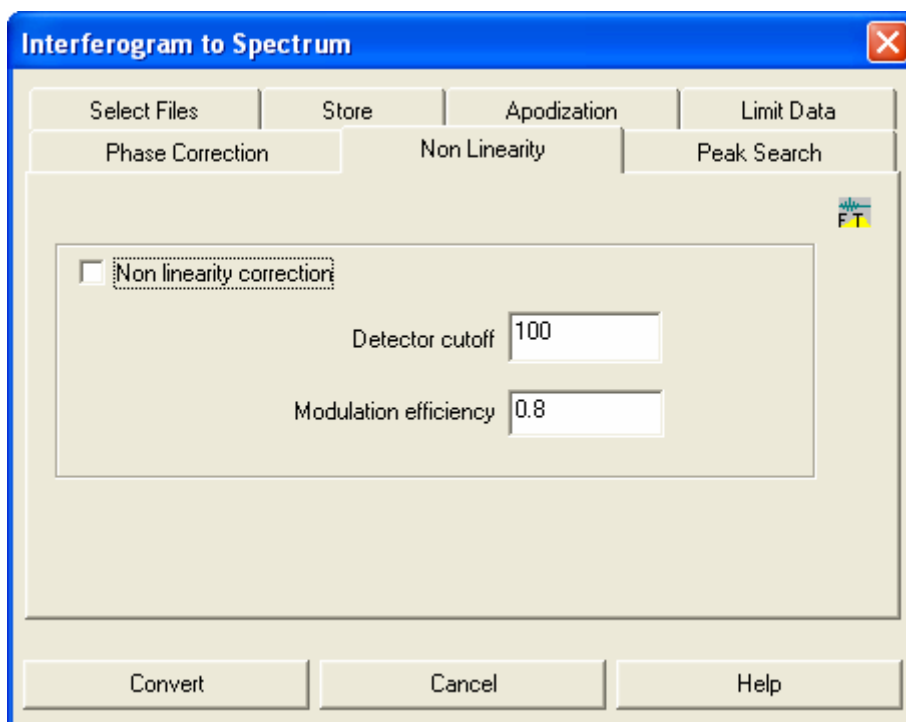 Interferogram to Spectrum
Select Files Store Apodization Limit Data
Phase Correction Non Linearity Peak Search
FT
Non linearity correction
Detector cutoff 100
Modulation efficiency 0.8
Convert Cancel Help